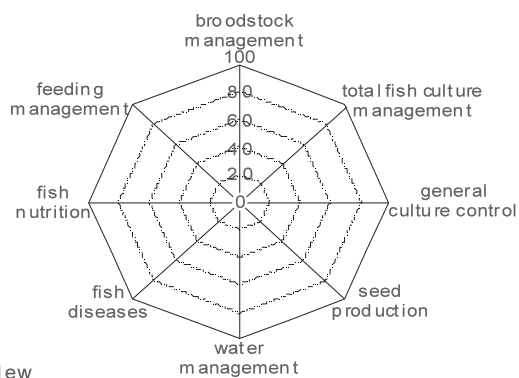 broodstock
management
100
80
60
40
20
0
total fish culture
management
general
culture control
seed
production
water
management
fish
diseases
fish
nutrition
feeding
management
lew